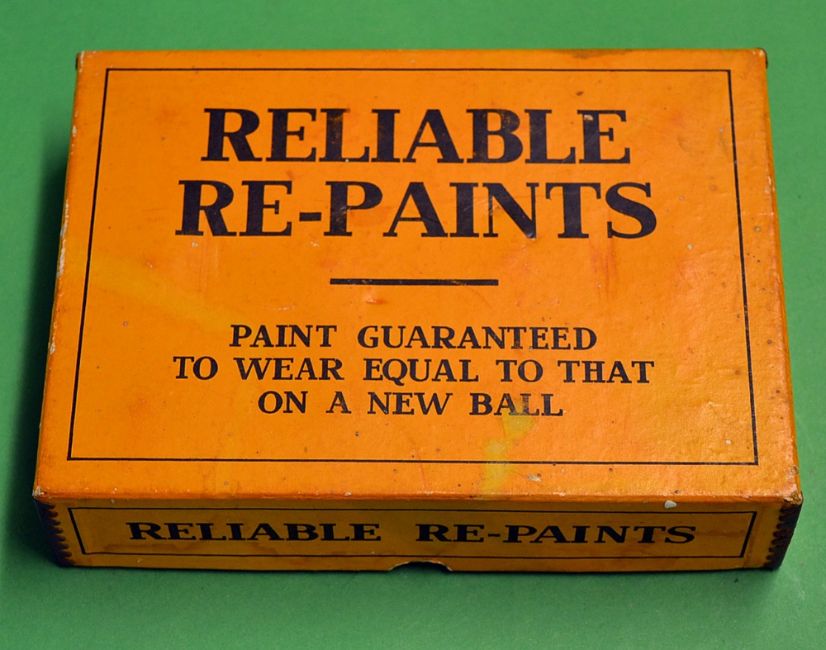 RELIABLE
RE-PAINTS
PAINT GUARANTEED
TO WEAR EQUAL TO THAT
ON A NEW BALL
RELIABLE RE-PAINTS